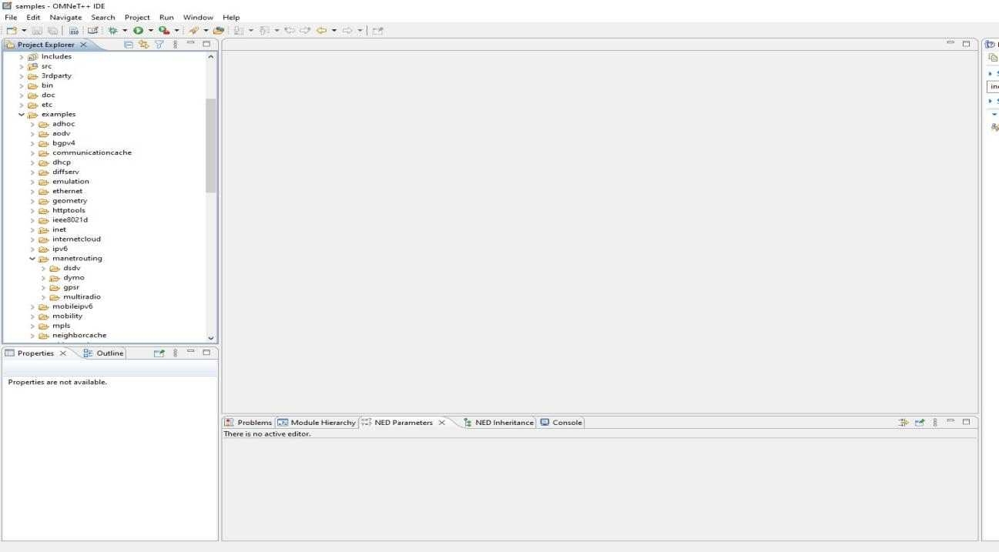 samples - OMNeT++ IDE
File Edit Navigate Search Project Run Window Help
Project Explorer
Includes
src
3rdparty
bin
doc
etc
examples
adhoc
aodv
bgpv4
communicationcache
dhcp
diffserv
emulation
ethernet
geometry
httptools
ieee8021d
inet
internetcloud
ipv6
manetrouting
dsdv
dymo
gpsr
multiradio
mobileipv6
mobility
mpls
neighborcache
Properties Outline
Properties are not available.
Problems Module Hierarchy NED Parameters NED Inheritance Console
There is no active editor.